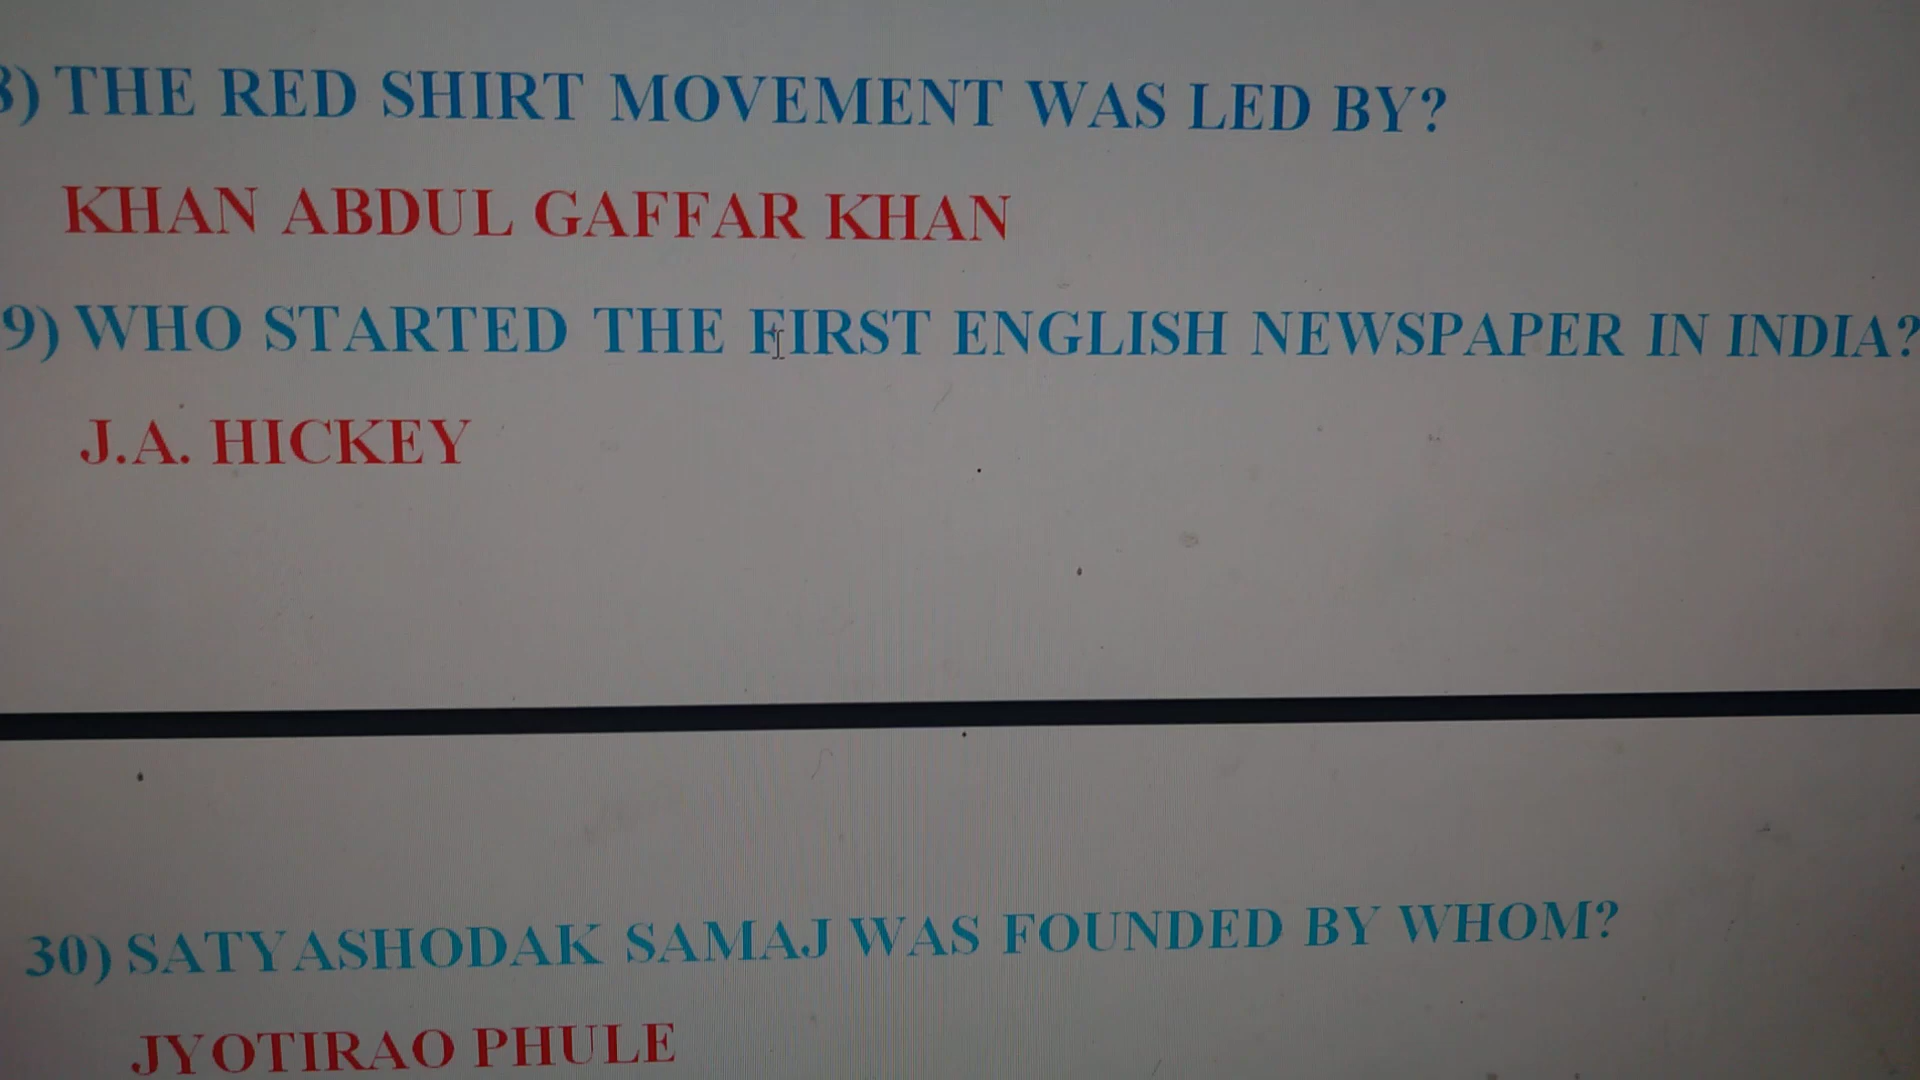 8) THE RED SHIRT MOVEMENT WAS LED BY?
KHAN ABDUL GAFFAR KHAN
9) WHO STARTED THE FIRST ENGLISH NEWSPAPER IN INDIA?
J.A. HICKEY
30) SATYASHODAK SAMAJ WAS FOUNDED BY WHOM?
JYOTIRAO PHULE